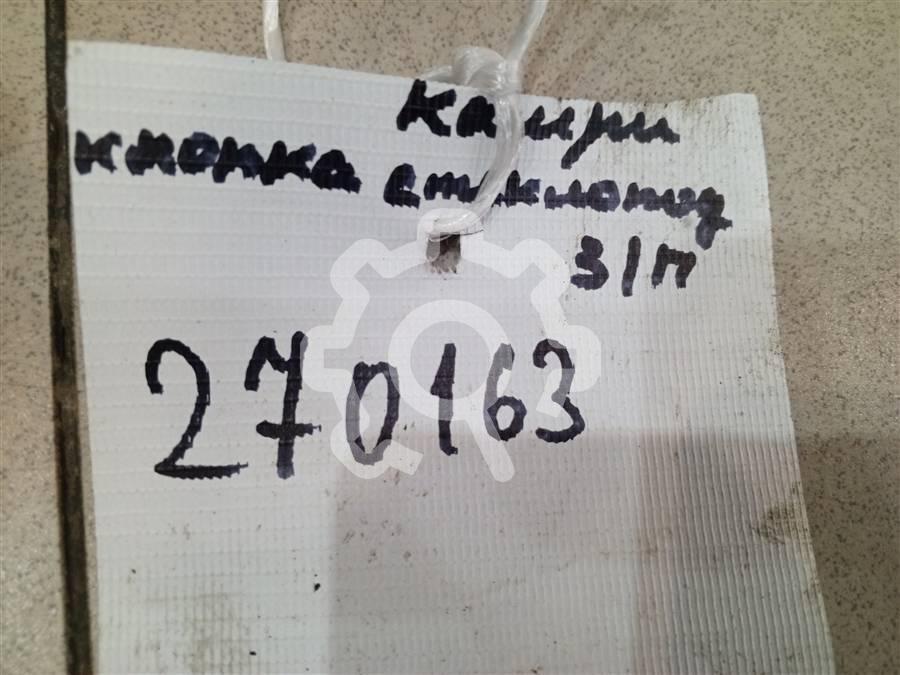 Камри
кнопка стеклопод
з/п
270163